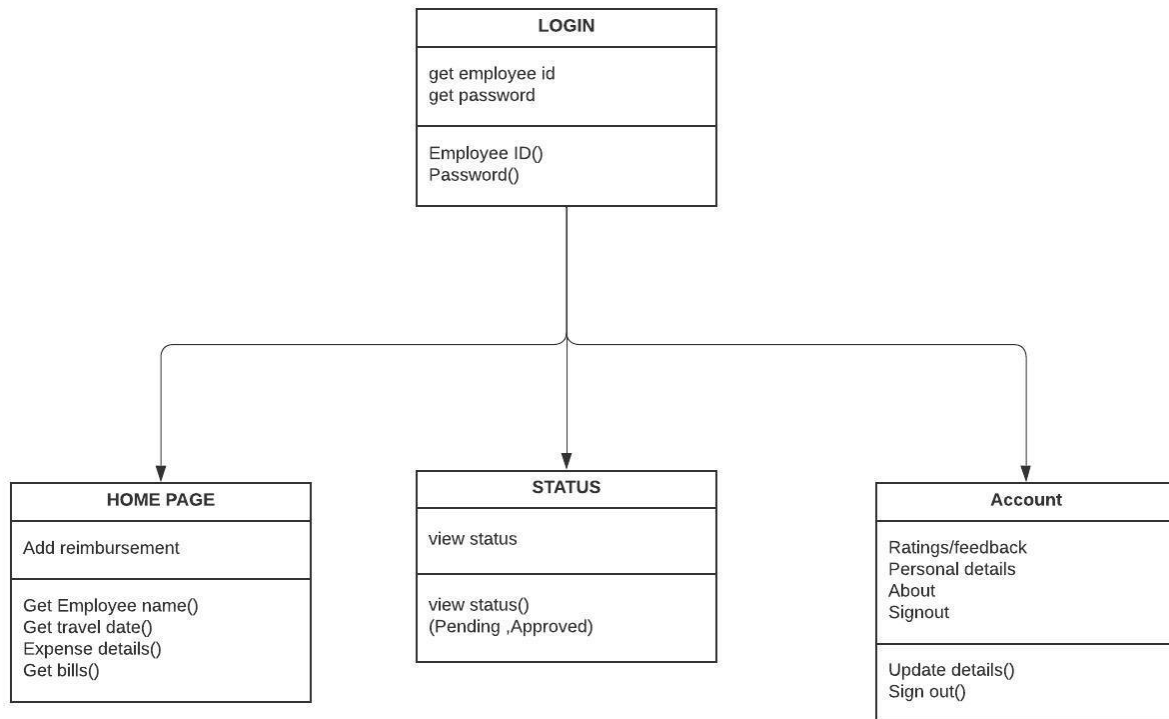 LOGIN
get employee id
get password
Employee ID()
Password()
HOME PAGE
Add reimbursement
Get Employee name()
Get travel date()
Expense details()
Get bills()
STATUS
view status
view status()
(Pending ,Approved)
Account
Ratings/feedback
Personal details
About
Signout
Update details()
Sign out()